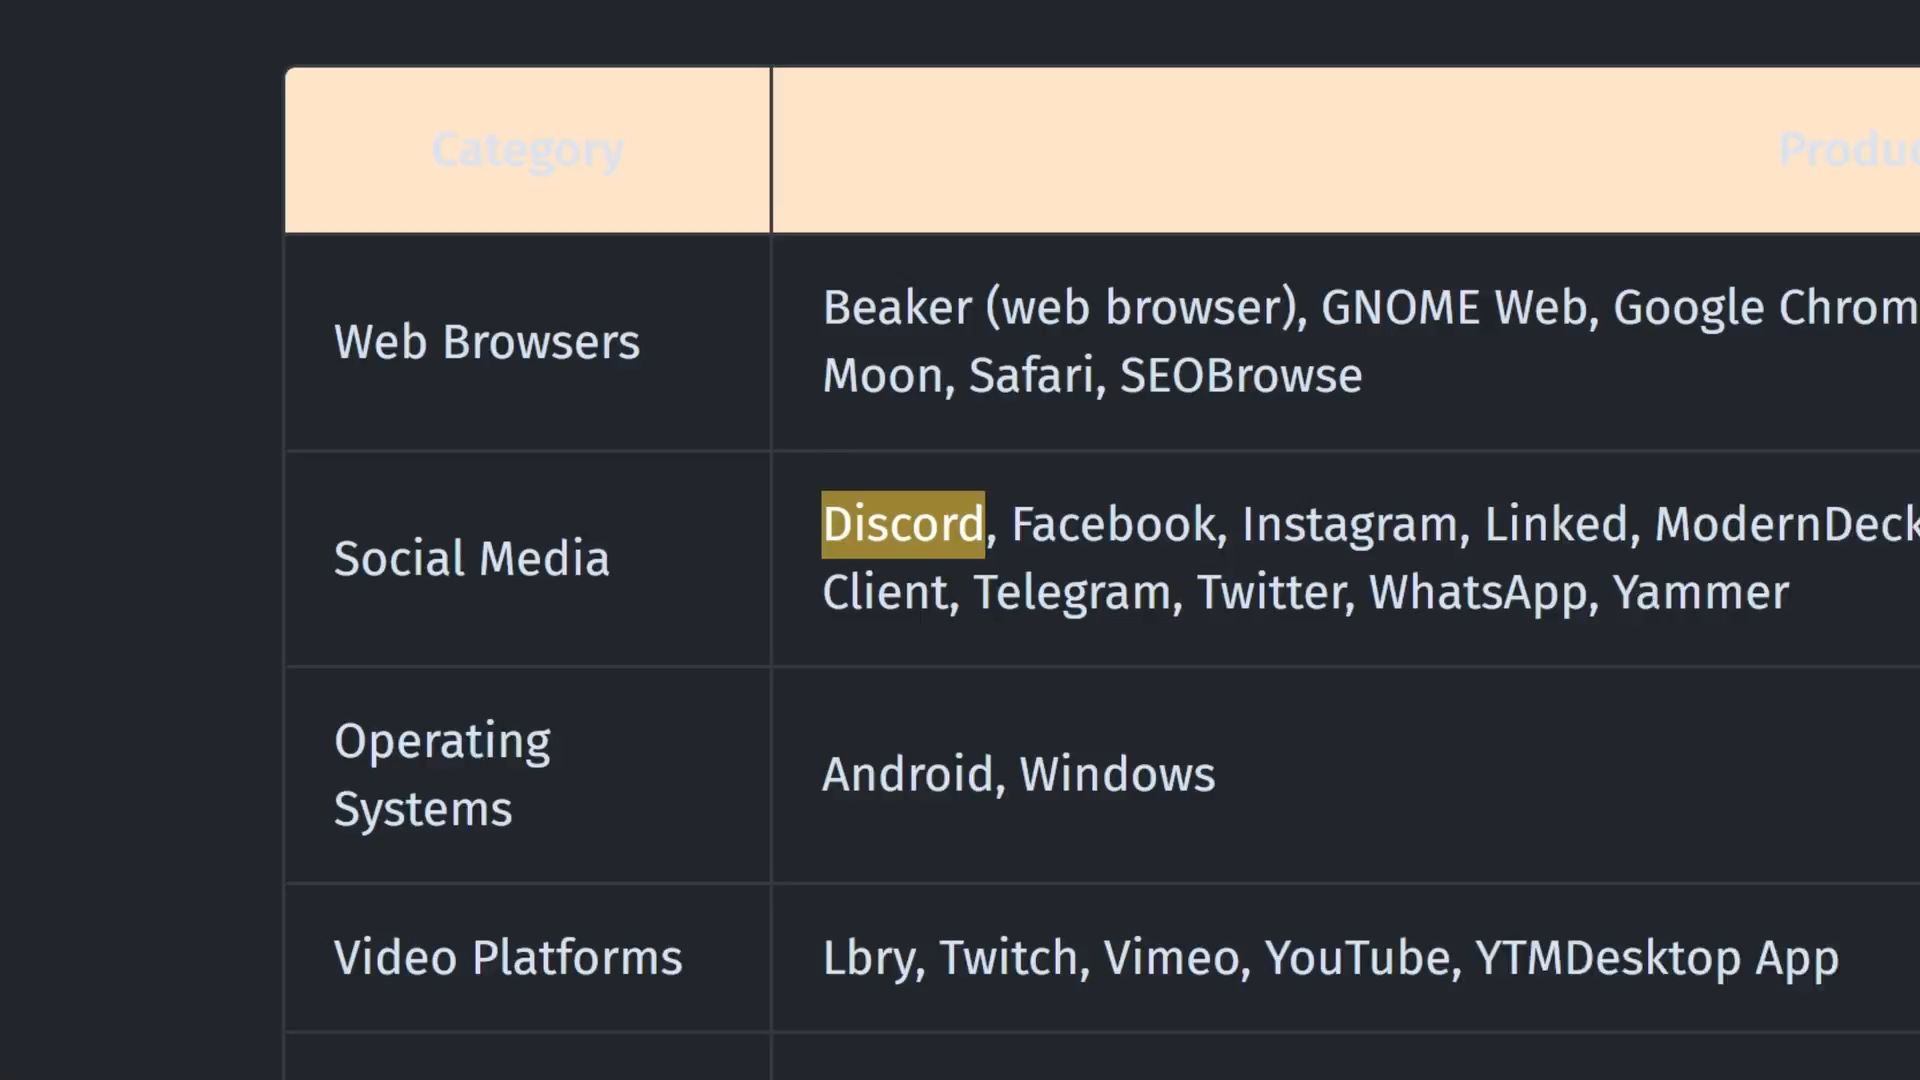 Category
Web Browsers
Beaker (web browser), GNOME Web, Google
Moon, Safari, SEOBrowse
Social Media
Discord, Facebook, Instagram, Linked, ModernDeck
Client, Telegram, Twitter, WhatsApp, Yammer
Operating
Systems
Android, Windows
Video Platforms
Lbry, Twitch, Vimeo, YouTube, YTMDesktop App